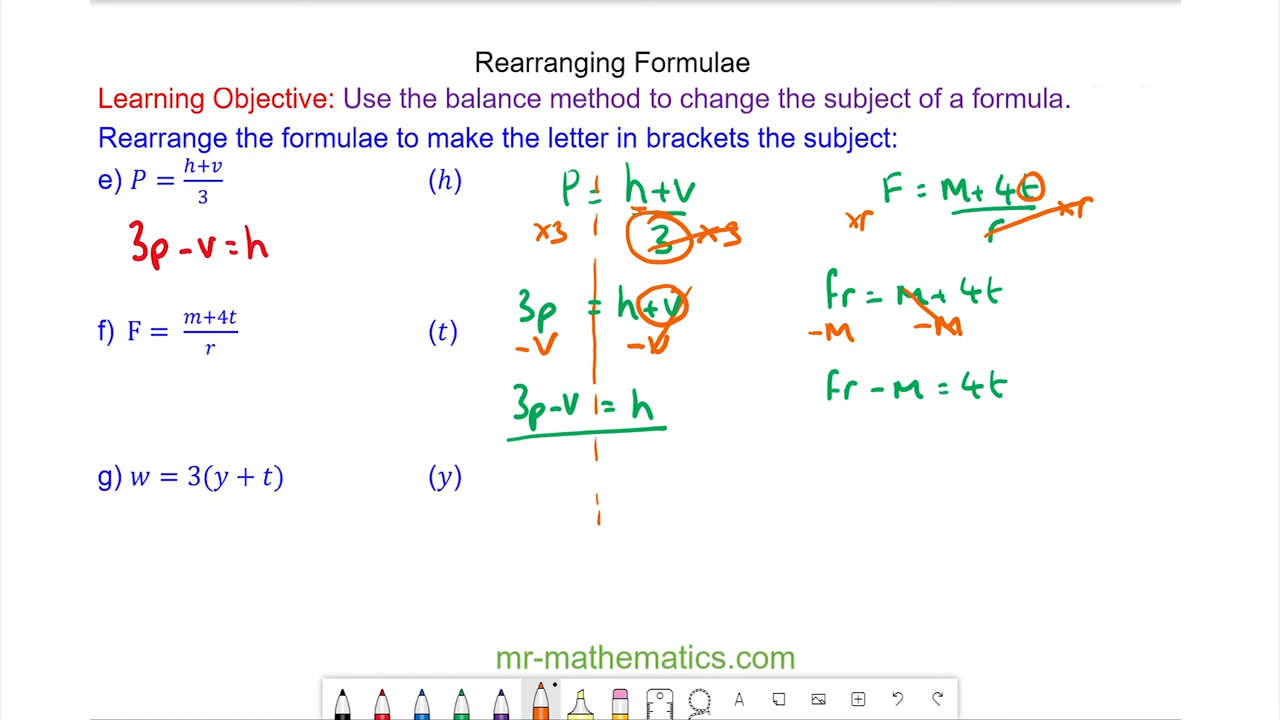 Rearranging Formulae
Learning Objective: Use the balance method to change the subject of a formula.
Rearrange the formulae to make the letter in brackets the subject:
e) P = (h+v)/3 (h)
3p - v = h
f) F = (m+4t)/r (t)
g) w = 3(y + t) (y)
P = h+v
×3 3 ×3
3p = h+v
-v -v
3p-v = h
F = M+4t
×r r ×r
Fr = M+4t
-M -M
Fr - M = 4t
mr-mathematics.com
A